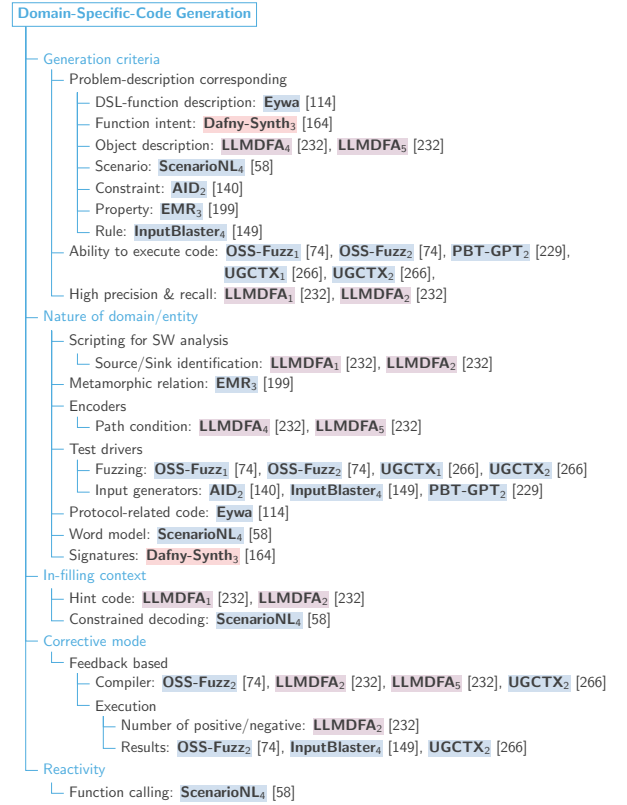 Domain-Specific-Code Generation
Generation criteria
Problem-description corresponding
DSL-function description: Eywa [114]
Function intent: Dafny-Synth₃ [164]
Object description: LLMDFA₄ [232], LLMDFA₅ [232]
Scenario: ScenarioNL₄ [58]
Constraint: AID₂ [140]
Property: EMR₃ [199]
Rule: InputBlaster₄ [149]
Ability to execute code: OSS-Fuzz₁ [74], OSS-Fuzz₂ [74], PBT-GPT₂ [229],
UGCTX₁ [266], UGCTX₂ [266],
High precision & recall: LLMDFA₁ [232], LLMDFA₂ [232]
Nature of domain/entity
Scripting for SW analysis
Source/Sink identification: LLMDFA₁ [232], LLMDFA₂ [232]
Metamorphic relation: EMR₃ [199]
Encoders
Path condition: LLMDFA₄ [232], LLMDFA₅ [232]
Test drivers
Fuzzing: OSS-Fuzz₁ [74], OSS-Fuzz₂ [74], UGCTX₁ [266], UGCTX₂ [266]
Input generators: AID₂ [140], InputBlaster₄ [149], PBT-GPT₂ [229]
Protocol-related code: Eywa [114]
Word model: ScenarioNL₄ [58]
Signatures: Dafny-Synth₃ [164]
In-filling context
Hint code: LLMDFA₁ [232], LLMDFA₂ [232]
Constrained decoding: ScenarioNL₄ [58]
Corrective mode
Feedback based
Compiler: OSS-Fuzz₂ [74], LLMDFA₂ [232], LLMDFA₅ [232], UGCTX₂ [266]
Execution
Number of positive/negative: LLMDFA₂ [232]
Results: OSS-Fuzz₂ [74], InputBlaster₄ [149], UGCTX₂ [266]
Reactivity
Function calling: ScenarioNL₄ [58]